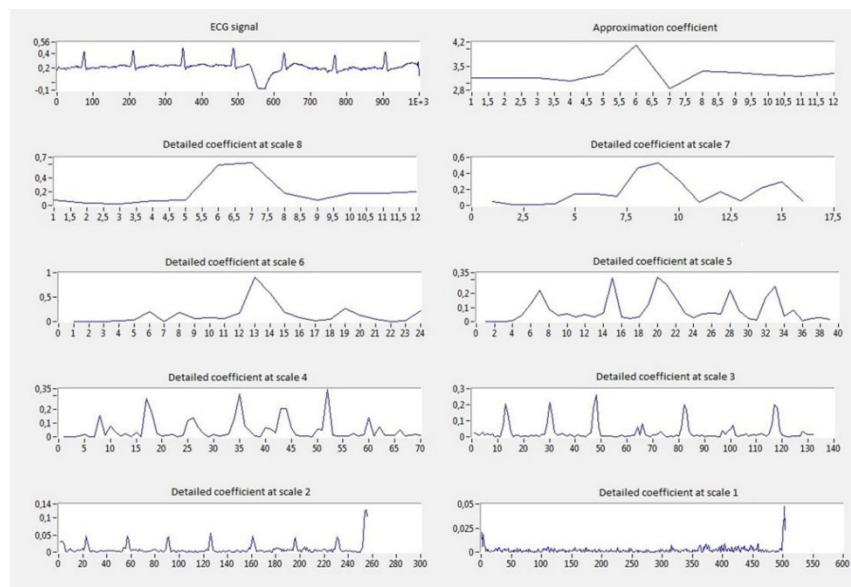 ECG signal
0,56
0,4
0,2
-0,1
0 100 200 300 400 500 600 700 800 900 1E+3
Approximation coefficient
4,2
3,5
2,8
1 1,5 2 2,5 3 3,5 4 4,5 5 5,5 6 6,5 7 7,5 8 8,5 9 9,5 10 10,5 11 11,5 12
Detailed coefficient at scale 8
0,7
0,4
0,2
0
1 1,5 2 2,5 3 3,5 4 4,5 5 5,5 6 6,5 7 7,5 8 8,5 9 9,5 10 10,5 11 11,5 12
Detailed coefficient at scale 7
0,6
0,4
0,2
0
0 2,5 5 7,5 10 12,5 15 17,5
Detailed coefficient at scale 6
1
0,5
0
0 1 2 3 4 5 6 7 8 9 10 11 12 13 14 15 16 17 18 19 20 21 22 23 24
Detailed coefficient at scale 5
0,35
0,2
0,1
0
0 2 4 6 8 10 12 14 16 18 20 22 24 26 28 30 32 34 36 38 40
Detailed coefficient at scale 4
0,35
0,2
0,1
0
0 5 10 15 20 25 30 35 40 45 50 55 60 65 70
Detailed coefficient at scale 3
0,3
0,2
0,1
0
0 10 20 30 40 50 60 70 80 90 100 110 120 130 140
Detailed coefficient at scale 2
0,14
0,1
0,05
0
0 20 40 60 80 100 120 140 160 180 200 220 240 260 280 300
Detailed coefficient at scale 1
0,05
0,025
0
0 50 100 150 200 250 300 350 400 450 500 550 600